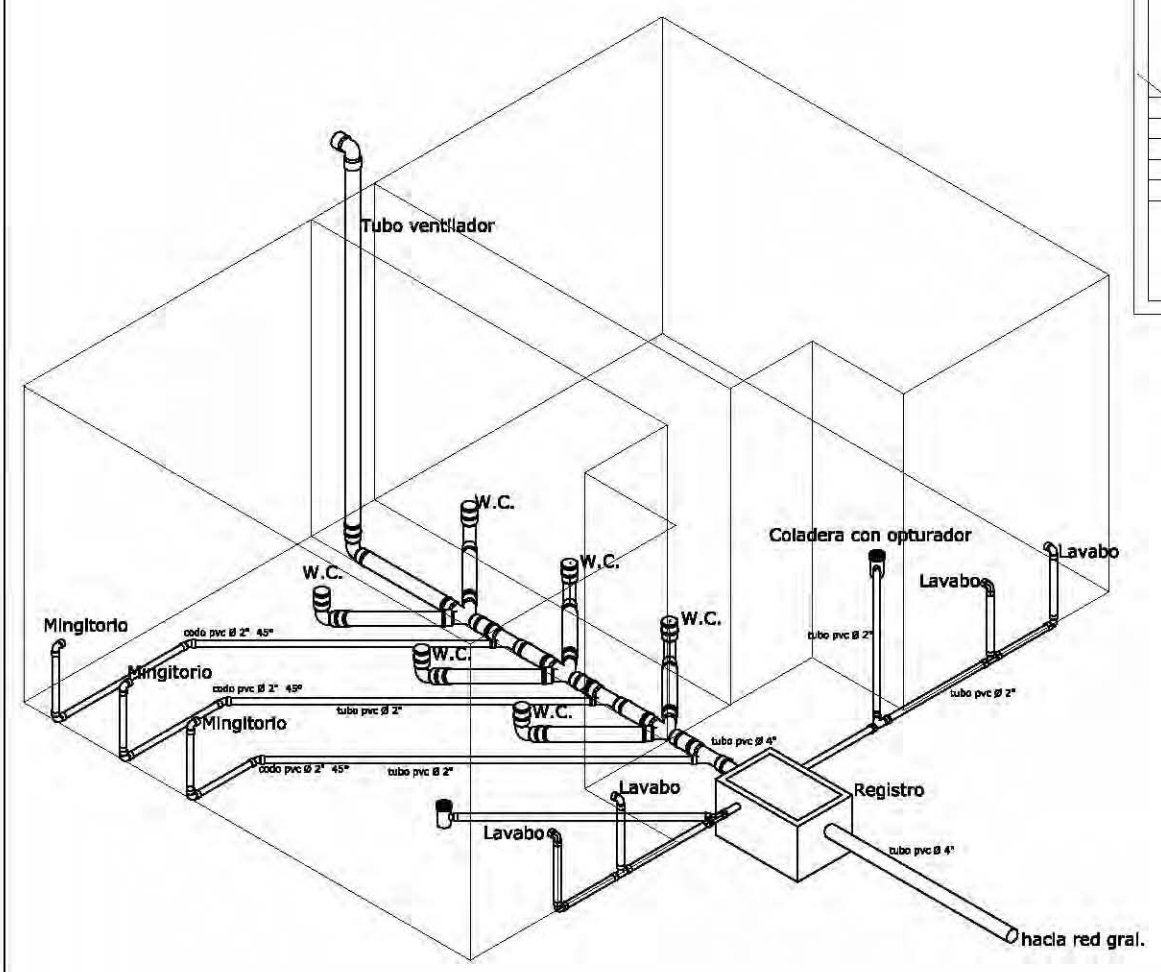 Tubo ventilador
W.C.
Coladera con opturador
Lavabo
W.C.
Lavabo
W.C.
W.C.
Mingitorio
codo pvc Ø 2" 45°
tubo pvc Ø 2"
W.C.
Mingitorio
codo pvc Ø 2" 45°
tubo pvc Ø 2"
tubo pvc Ø 2"
W.C.
Mingitorio
tubo pvc Ø 4"
codo pvc Ø 2" 45°
tubo pvc Ø 2"
Lavabo
Registro
Lavabo
tubo pvc Ø 4"
hacia red gral.